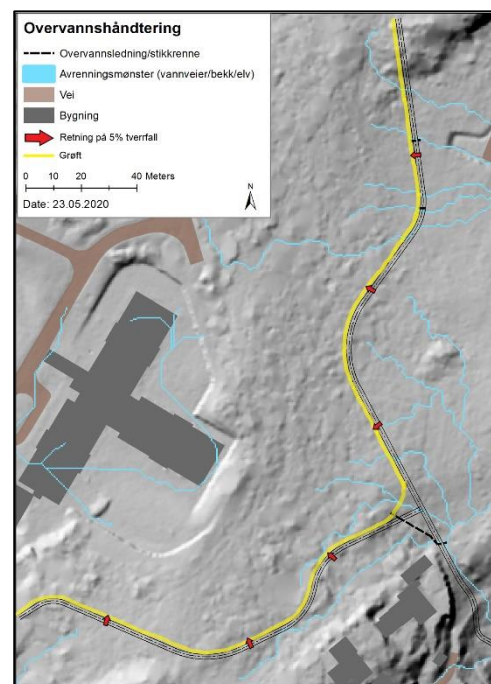 Overvannshåndtering
Overvannsledning/stikkrenne
Avrenningsmønster (vannveier/bekk/elv)
Vei
Bygning
Retning på 5% tverrfall
Grøft
0 10 20 40 Meters
Date: 23.05.2020
N